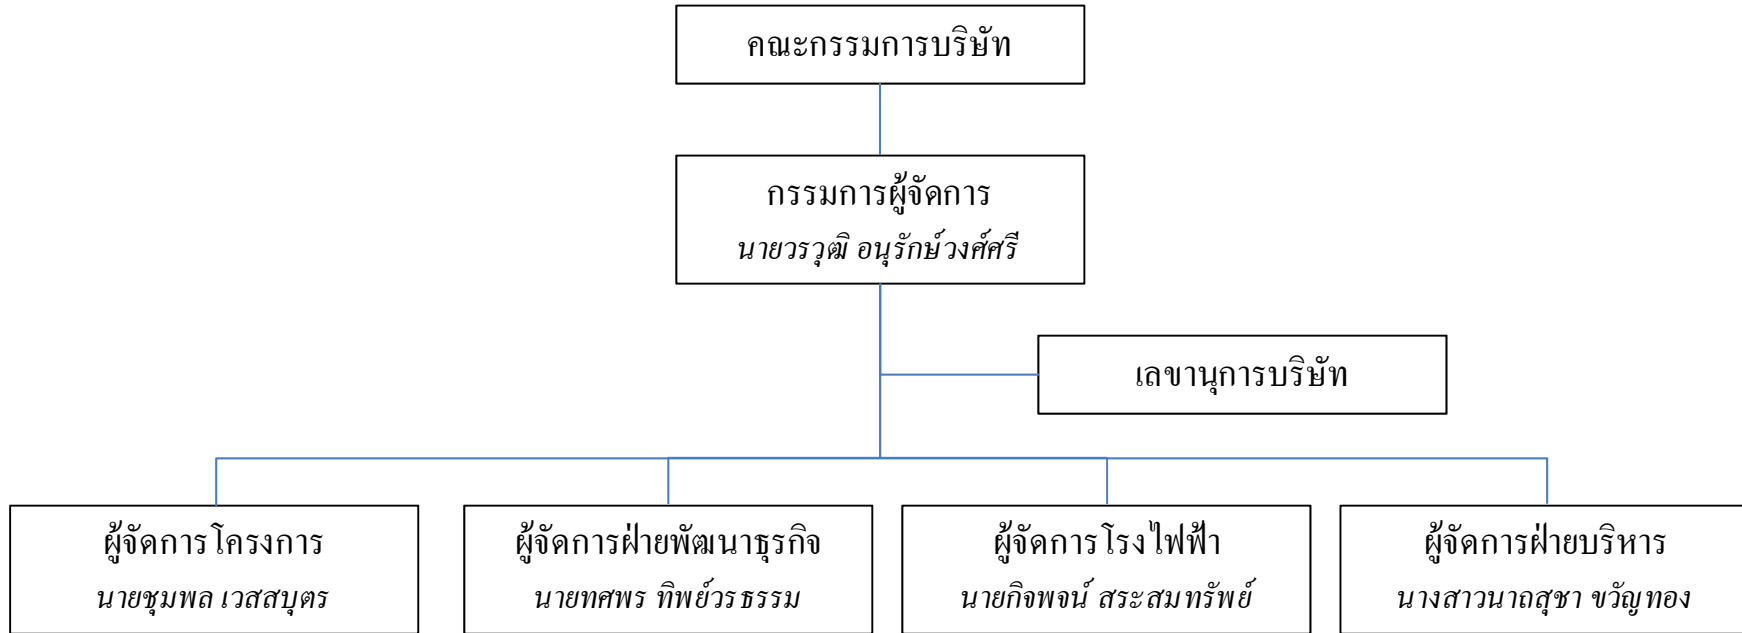 คณะกรรมการบริษัท
กรรมการผู้จัดการ
นายวรวุฒิ อนุรักษ์วงศ์ศรี
เลขานุการบริษัท
ผู้จัดการโครงการ
นายชุมพล เวสสบุตร
ผู้จัดการฝ่ายพัฒนาธุรกิจ
นายทศพร ทิพย์วรธรรม
ผู้จัดการโรงไฟฟ้า
นายกิจพจน์ สระสมทรัพย์
ผู้จัดการฝ่ายบริหาร
นางสาวนาถสุชา ขวัญทอง